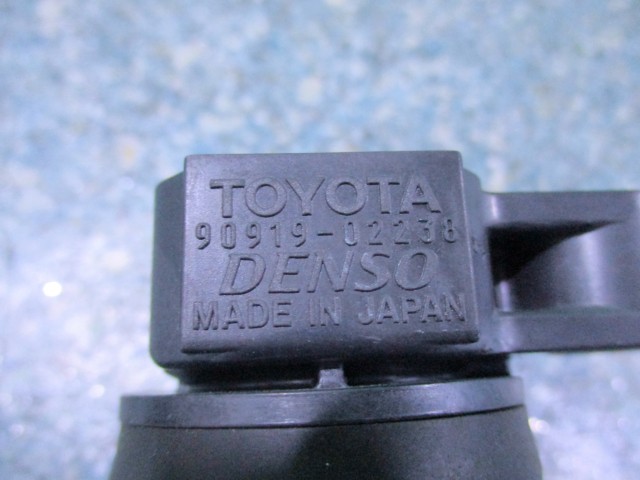 TOYOTA
90919-02238
DENSO
MADE IN JAPAN